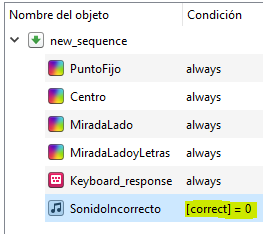 Nombre del objeto Condición
new_sequence
PuntoFijo always
Centro always
MiradaLado always
MiradaLadoyLetras always
Keyboard_response always
SonidoIncorrecto [correct] = 0